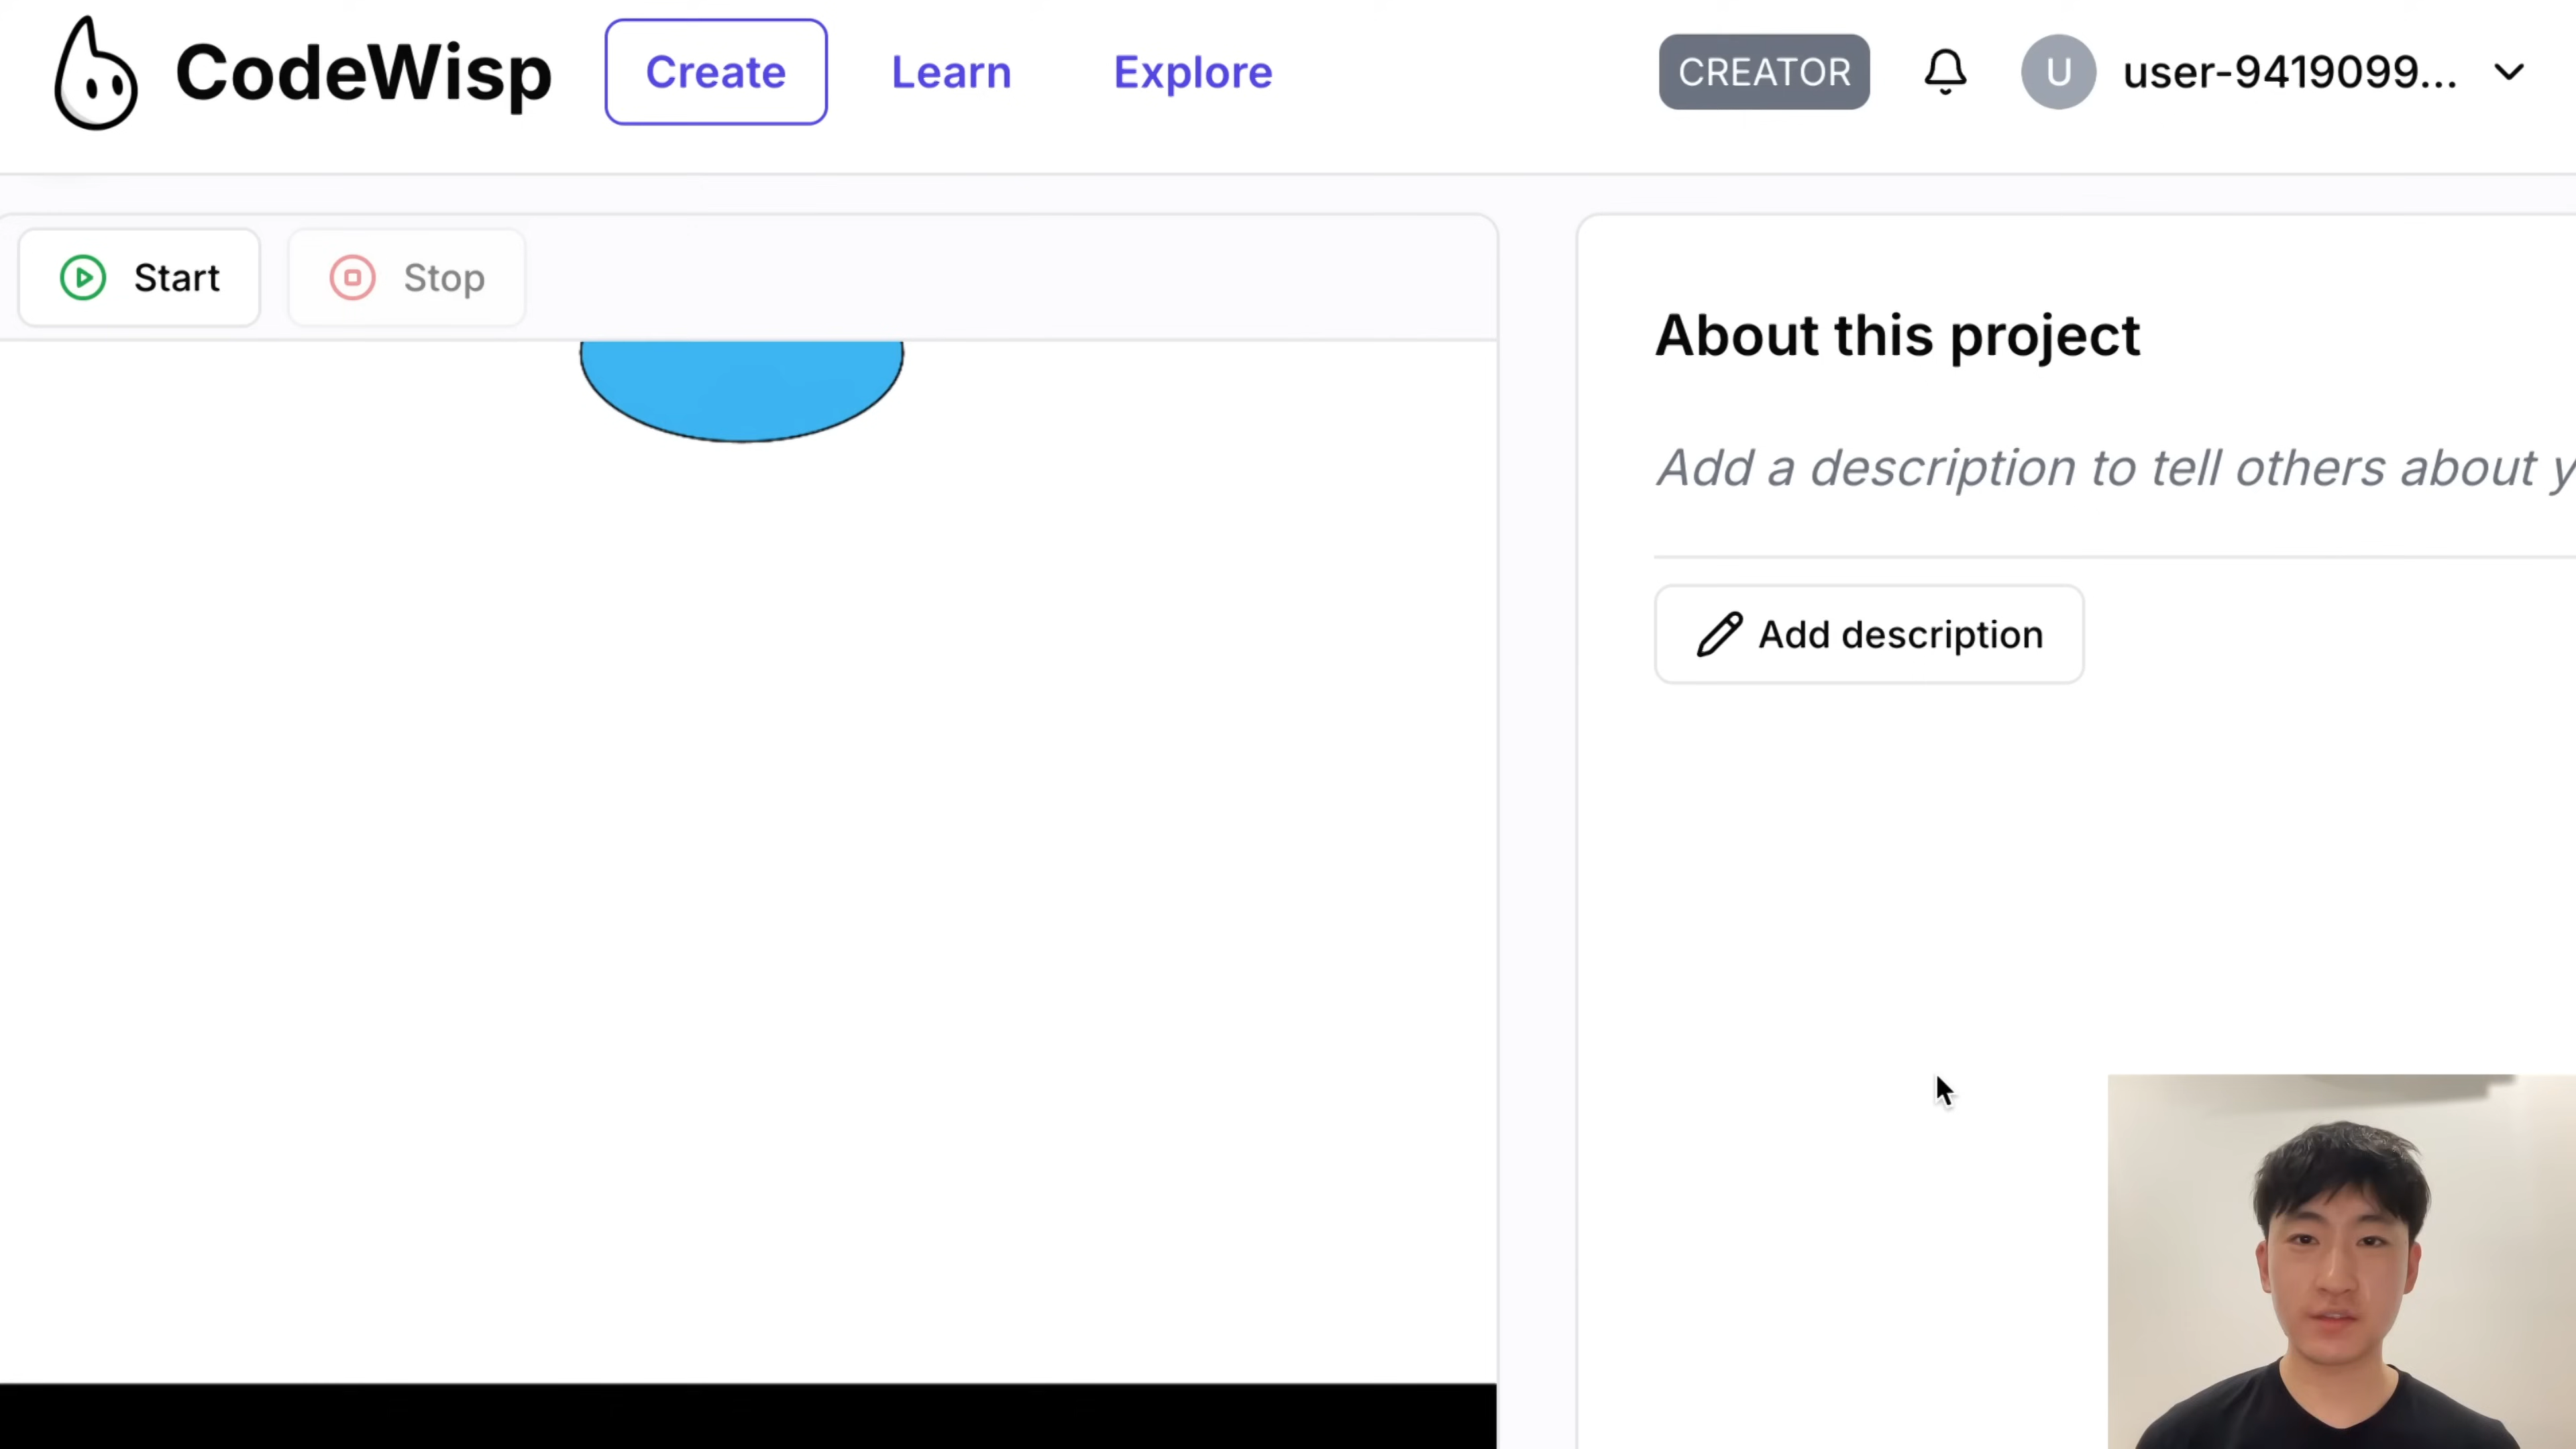 CodeWisp
Create
Learn
Explore
CREATOR
U
user-9419099...
Start
Stop
About this project
Add a description to tell others about y
Add description